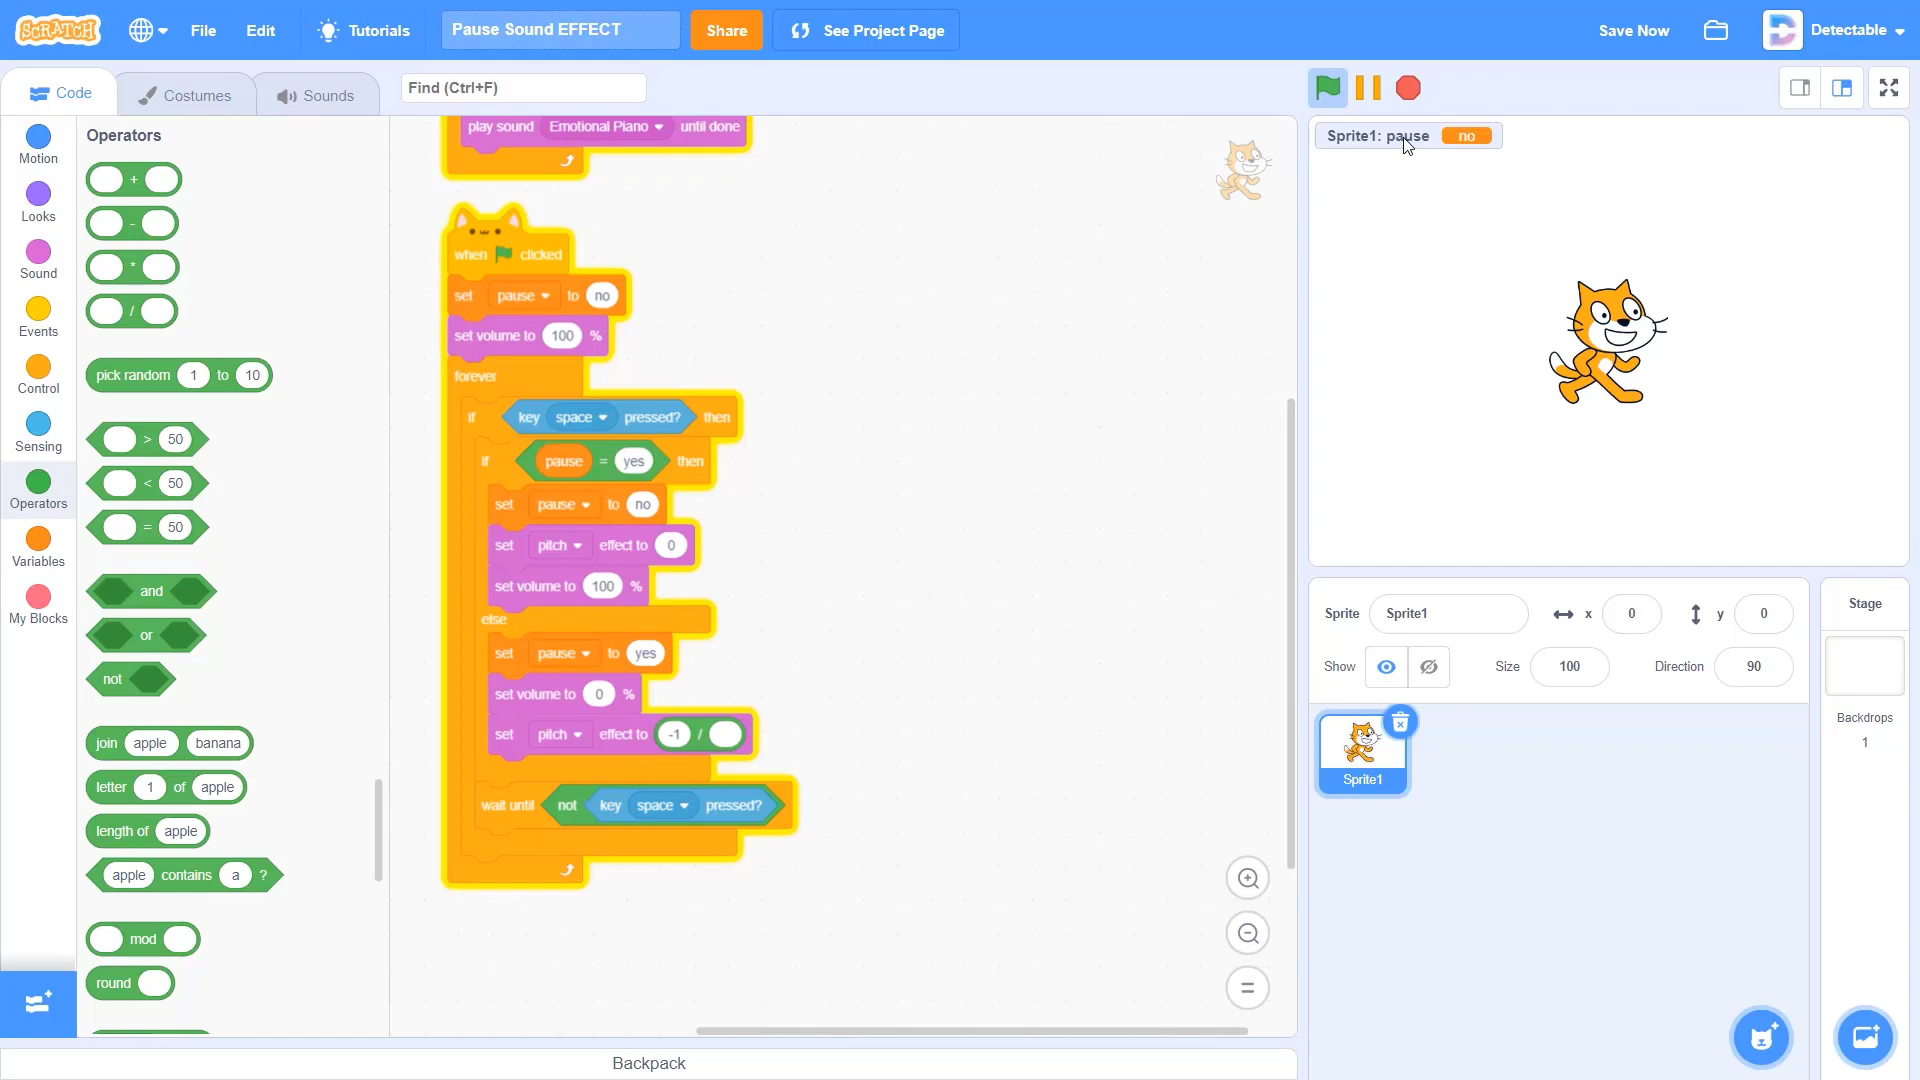 SCRATCH File Edit Tutorials Pause Sound EFFECT Share See Project Page Save Now Detectable
Code Costumes Sounds Find (Ctrl+F)
Motion
Looks
Sound
Events
Control
Sensing
Operators
Variables
My Blocks
Operators
+
-
*
/
pick random 1 to 10
> 50
< 50
= 50
and
or
not
join apple banana
letter 1 of apple
length of apple
apple contains a ?
mod
round
play sound Emotional Piano until done
when clicked
set pause to no
set volume to 100 %
forever
if key space pressed? then
if pause = yes then
set pause to no
set pitch effect to 0
set volume to 100 %
else
set pause to yes
set volume to 0 %
set pitch effect to -1 /
wait until not key space pressed?
Backpack
Sprite1: pause no
Sprite Sprite1 x 0 y 0
Show Size 100 Direction 90
Sprite1
Stage
Backdrops
1